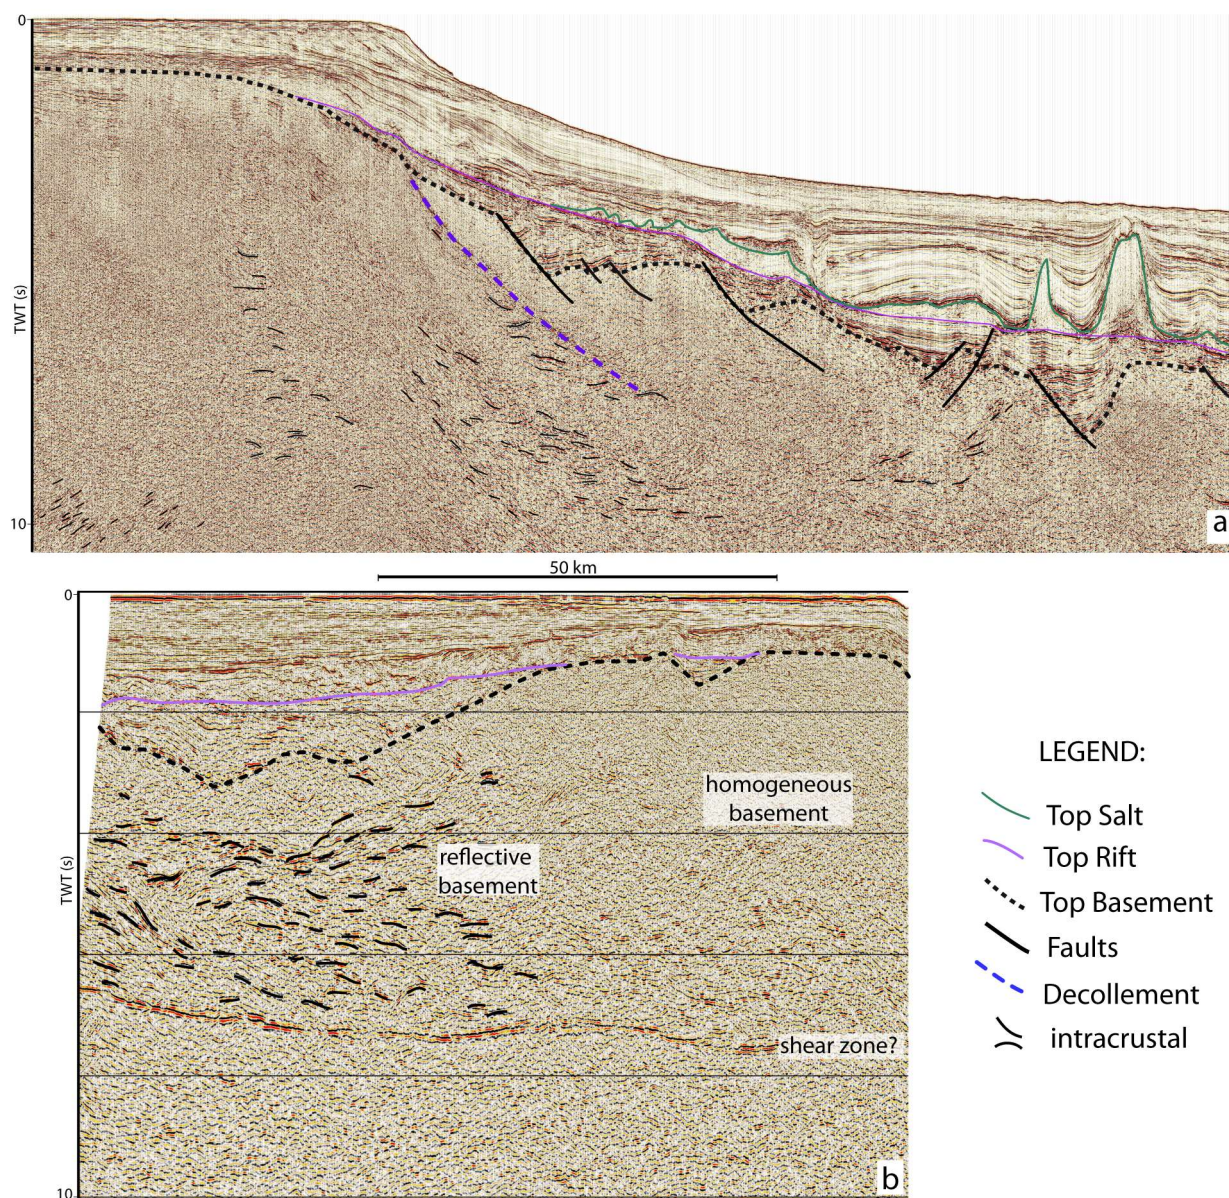 0
TWT (s)
10
a
50 km
0
homogeneous
basement
reflective
basement
TWT (s)
shear zone?
10
b
LEGEND:
Top Salt
Top Rift
Top Basement
Faults
Decollement
intracrustal